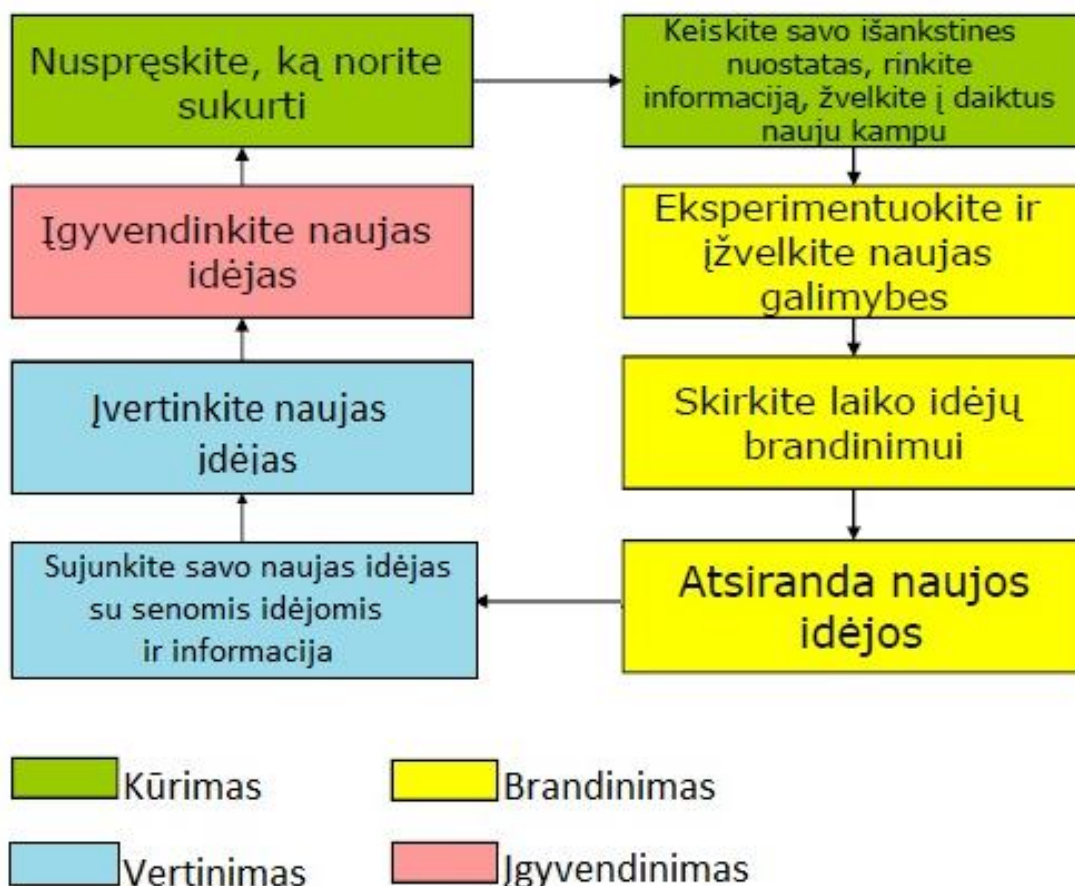 Nuspręskite, ką norite
sukurti
Keiskite savo išankstines
nuostatas, rinkite
informaciją, žvelkite į daiktus
nauju kampu
Eksperimentuokite ir
įžvelkite naujas
galimybes
Skirkite laiko idėjų
brandinimui
Atsiranda naujos
idėjos
Sujunkite savo naujas idėjas
su senomis idėjomis
ir informacija
Įvertinkite naujas
idėjas
Įgyvendinkite naujas
idėjas
Kūrimas
Brandinimas
Vertinimas
Įgyvendinimas